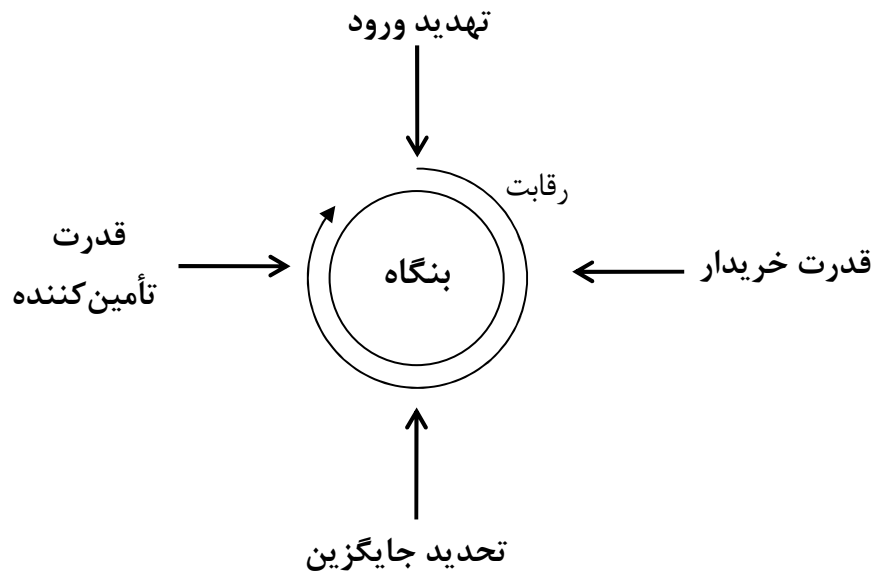 تهدید ورود
رقابت
قدرت خریدار
بنگاه
قدرت
تأمین‌کننده
تحدید جایگزین